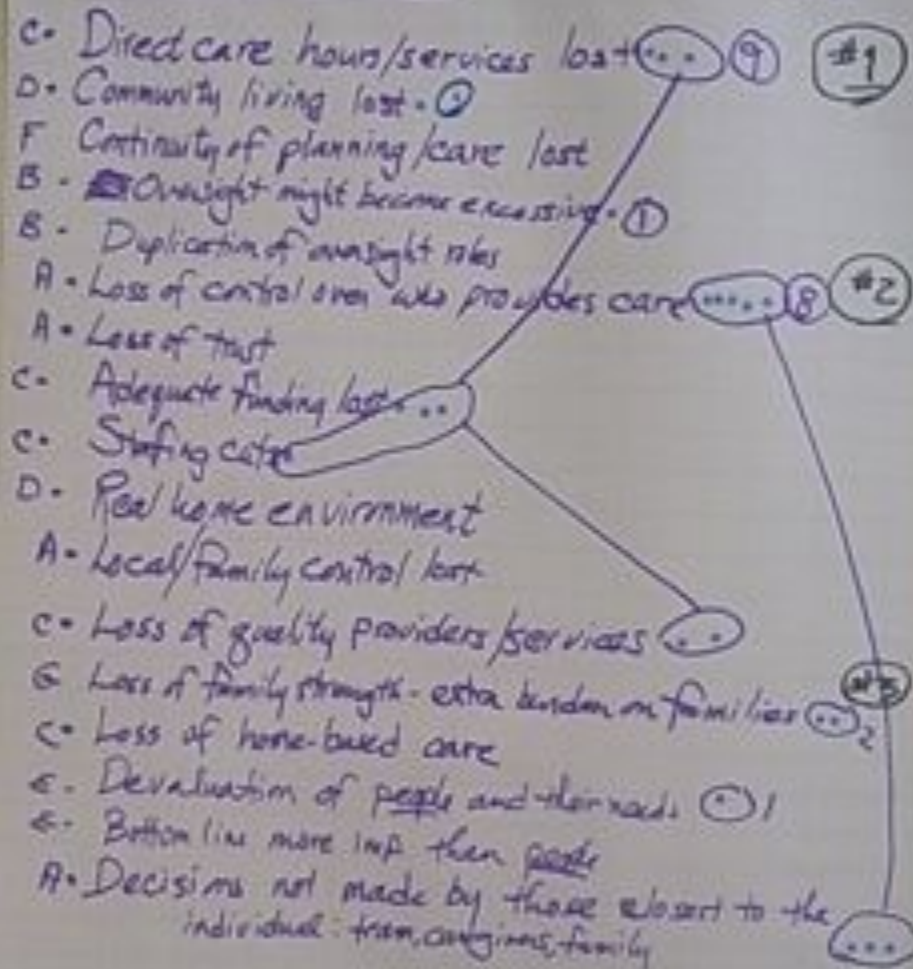 C • Direct care hours/services lost 9 #1
D • Community living lost •
F Continuity of planning/care lost
B - Oversight might become excessive • 1
B - Duplication of oversight roles
A • Loss of control over who provides care 8 #2
A • Loss of trust
C • Adequate funding lost
C • Staffing
D • Real home environment
A • Local/Family control lost
C • Loss of quality providers/services
G Loss of family strength - extra burden on families 2 #3
C • Loss of home-based care
E - Devaluation of people and their needs 1
E - Bottom line more imp than people
A • Decisions not made by those closest to the
individual: team, caregivers, family